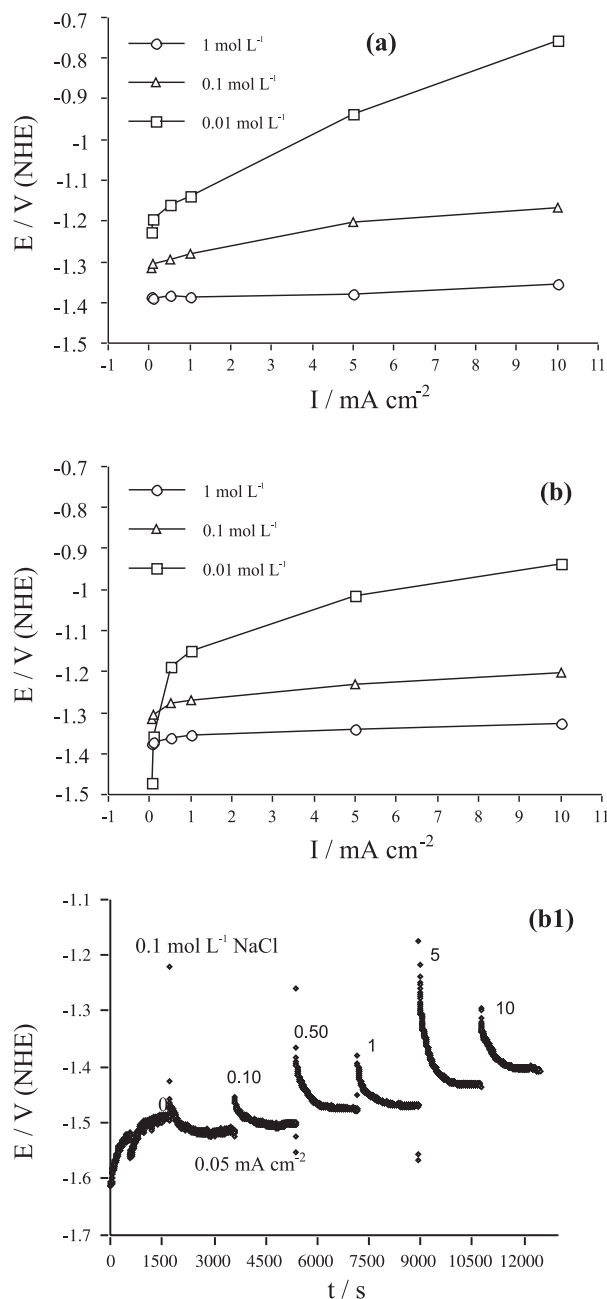 -0.7
-0.8
-0.9
-1
-1.1
-1.2
-1.3
-1.4
-1.5
E / V (NHE)
(a)
1 mol L⁻¹
0.1 mol L⁻¹
0.01 mol L⁻¹
-1 0 1 2 3 4 5 6 7 8 9 10 11
I / mA cm⁻²
-0.7
-0.8
-0.9
-1
-1.1
-1.2
-1.3
-1.4
-1.5
E / V (NHE)
(b)
1 mol L⁻¹
0.1 mol L⁻¹
0.01 mol L⁻¹
-1 0 1 2 3 4 5 6 7 8 9 10 11
I / mA cm⁻²
-1.1
-1.2
-1.3
-1.4
-1.5
-1.6
-1.7
E / V (NHE)
(b1)
0.1 mol L⁻¹ NaCl
0
0.05 mA cm⁻²
0.10
0.50
1
5
10
0 1500 3000 4500 6000 7500 9000 10500 12000
t / s